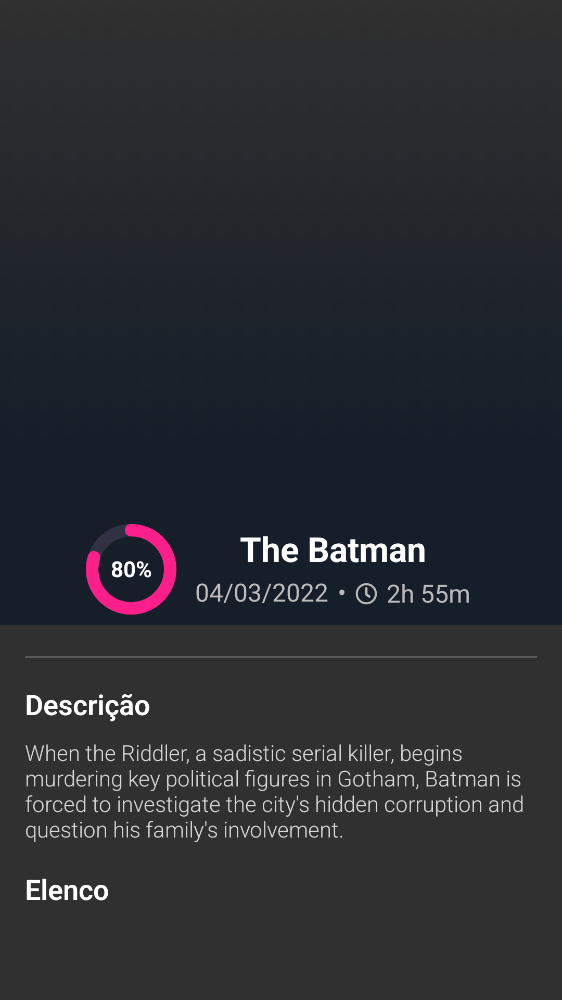 80%
The Batman
04/03/2022 • 2h 55m
Descrição
When the Riddler, a sadistic serial killer, begins
murdering key political figures in Gotham, Batman is
forced to investigate the city's hidden corruption and
question his family's involvement.
Elenco